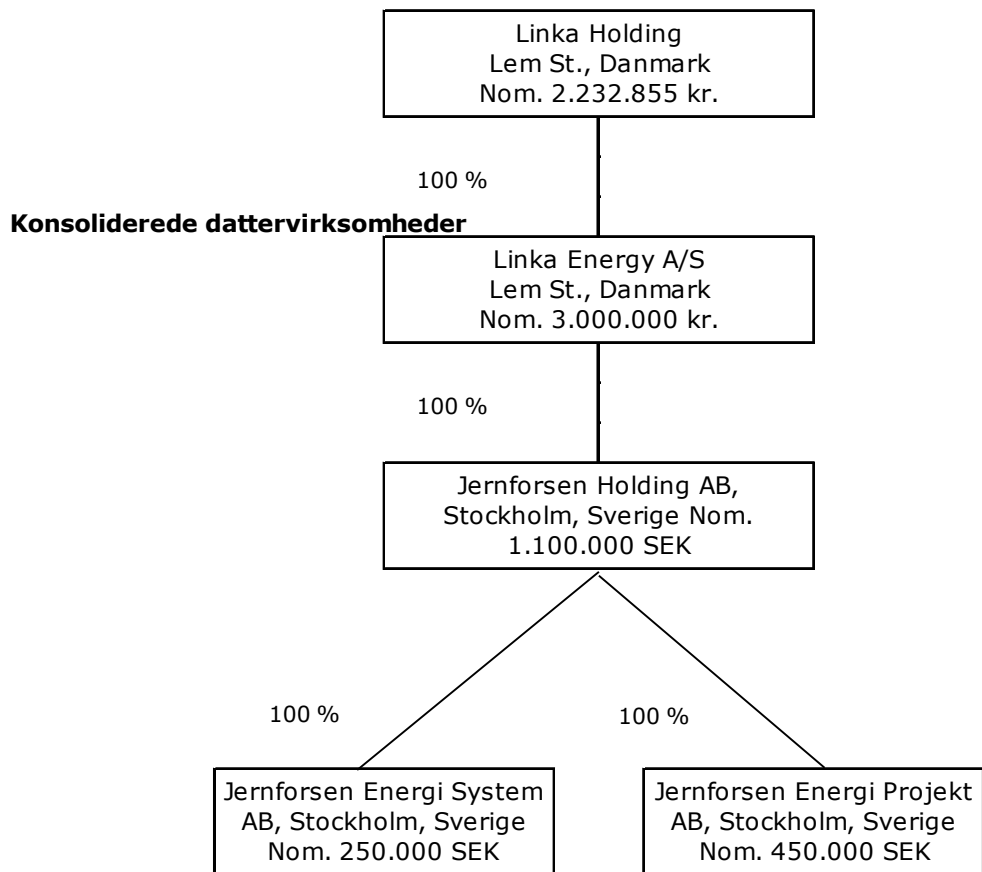 Linka Holding
Lem St., Danmark
Nom. 2.232.855 kr.
100 %
Konsoliderede dattervirksomheder
Linka Energy A/S
Lem St., Danmark
Nom. 3.000.000 kr.
100 %
Jernforsen Holding AB,
Stockholm, Sverige Nom.
1.100.000 SEK
100 %
100 %
Jernforsen Energi System
AB, Stockholm, Sverige
Nom. 250.000 SEK
Jernforsen Energi Projekt
AB, Stockholm, Sverige
Nom. 450.000 SEK